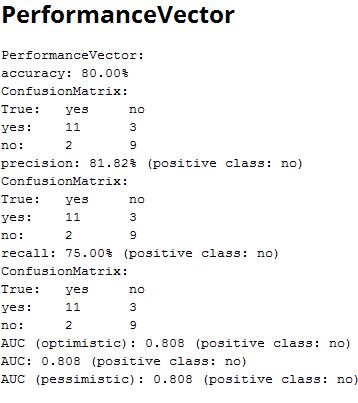 PerformanceVector
PerformanceVector:
accuracy: 80.00%
ConfusionMatrix:
True: yes no
yes: 11 3
no: 2 9
precision: 81.82% (positive class: no)
ConfusionMatrix:
True: yes no
yes: 11 3
no: 2 9
recall: 75.00% (positive class: no)
ConfusionMatrix:
True: yes no
yes: 11 3
no: 2 9
AUC (optimistic): 0.808 (positive class: no)
AUC: 0.808 (positive class: no)
AUC (pessimistic): 0.808 (positive class: no)